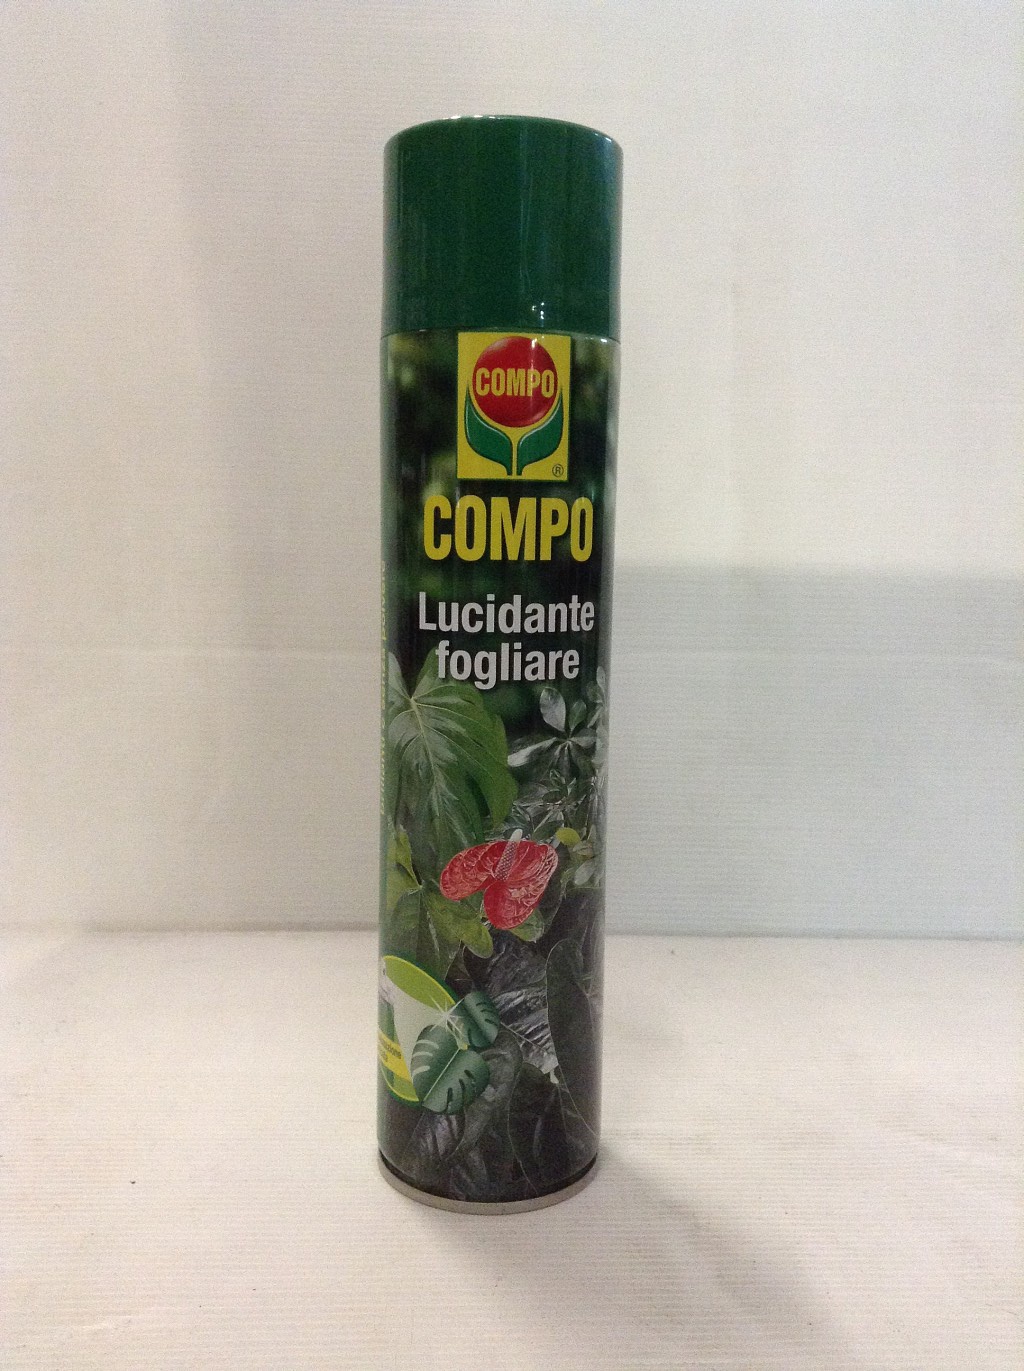 COMPO
®
COMPO
Lucidante
fogliare